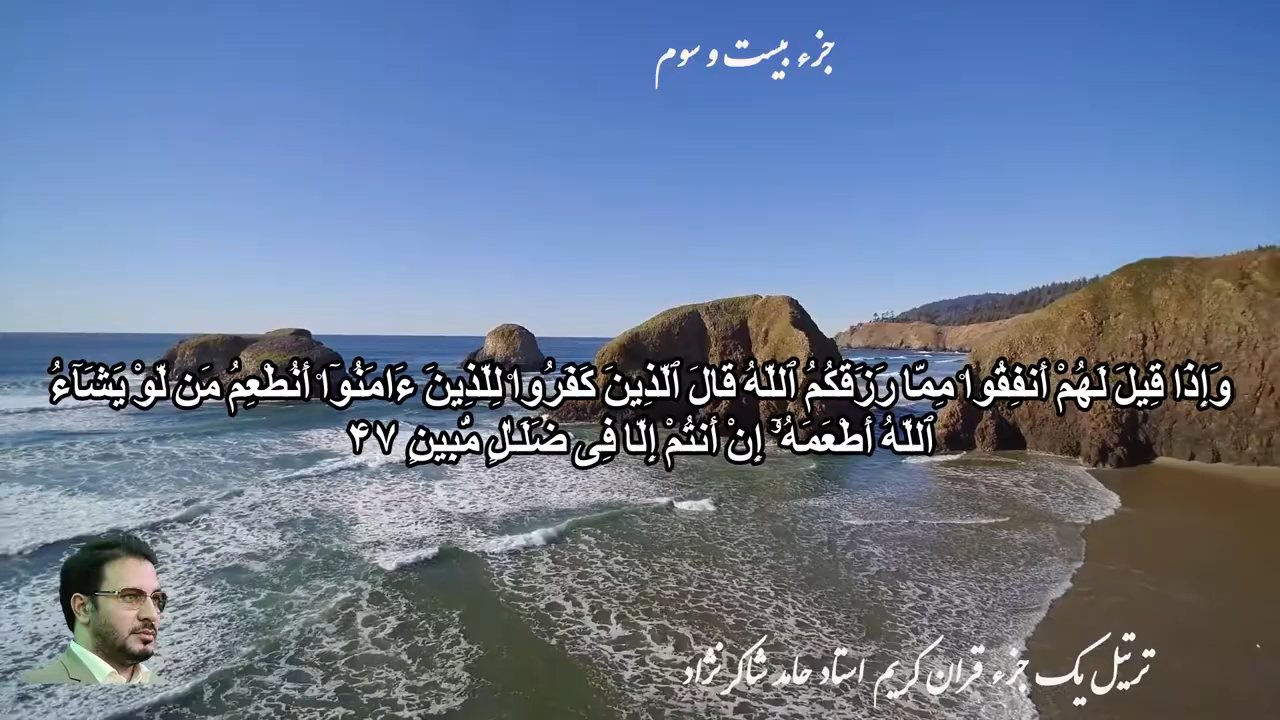 جزء بیست و سوم
وَإِذَا قِيلَ لَهُمْ أَنفِقُوا۟ مِمَّا رَزَقَكُمُ ٱللَّهُ قَالَ ٱلَّذِينَ كَفَرُوا۟ لِلَّذِينَ ءَامَنُوٓا۟ أَنُطْعِمُ مَن لَّوْ يَشَآءُ
ٱللَّهُ أَطْعَمَهُۥٓ إِنْ أَنتُمْ إِلَّا فِى ضَلَـٰلٍ مُّبِينٍ ۴۷
ترتیل یک جزء قران کریم استاد حامد شاکرنژاد